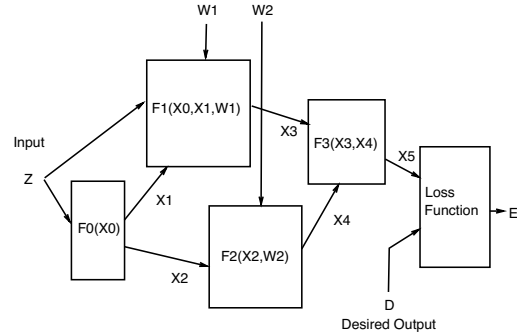 W1
W2
F1(X0,X1,W1)
X3
F3(X3,X4)
Input
X5
Z
X1
Loss
Function
E
F0(X0)
X4
F2(X2,W2)
X2
D
Desired Output